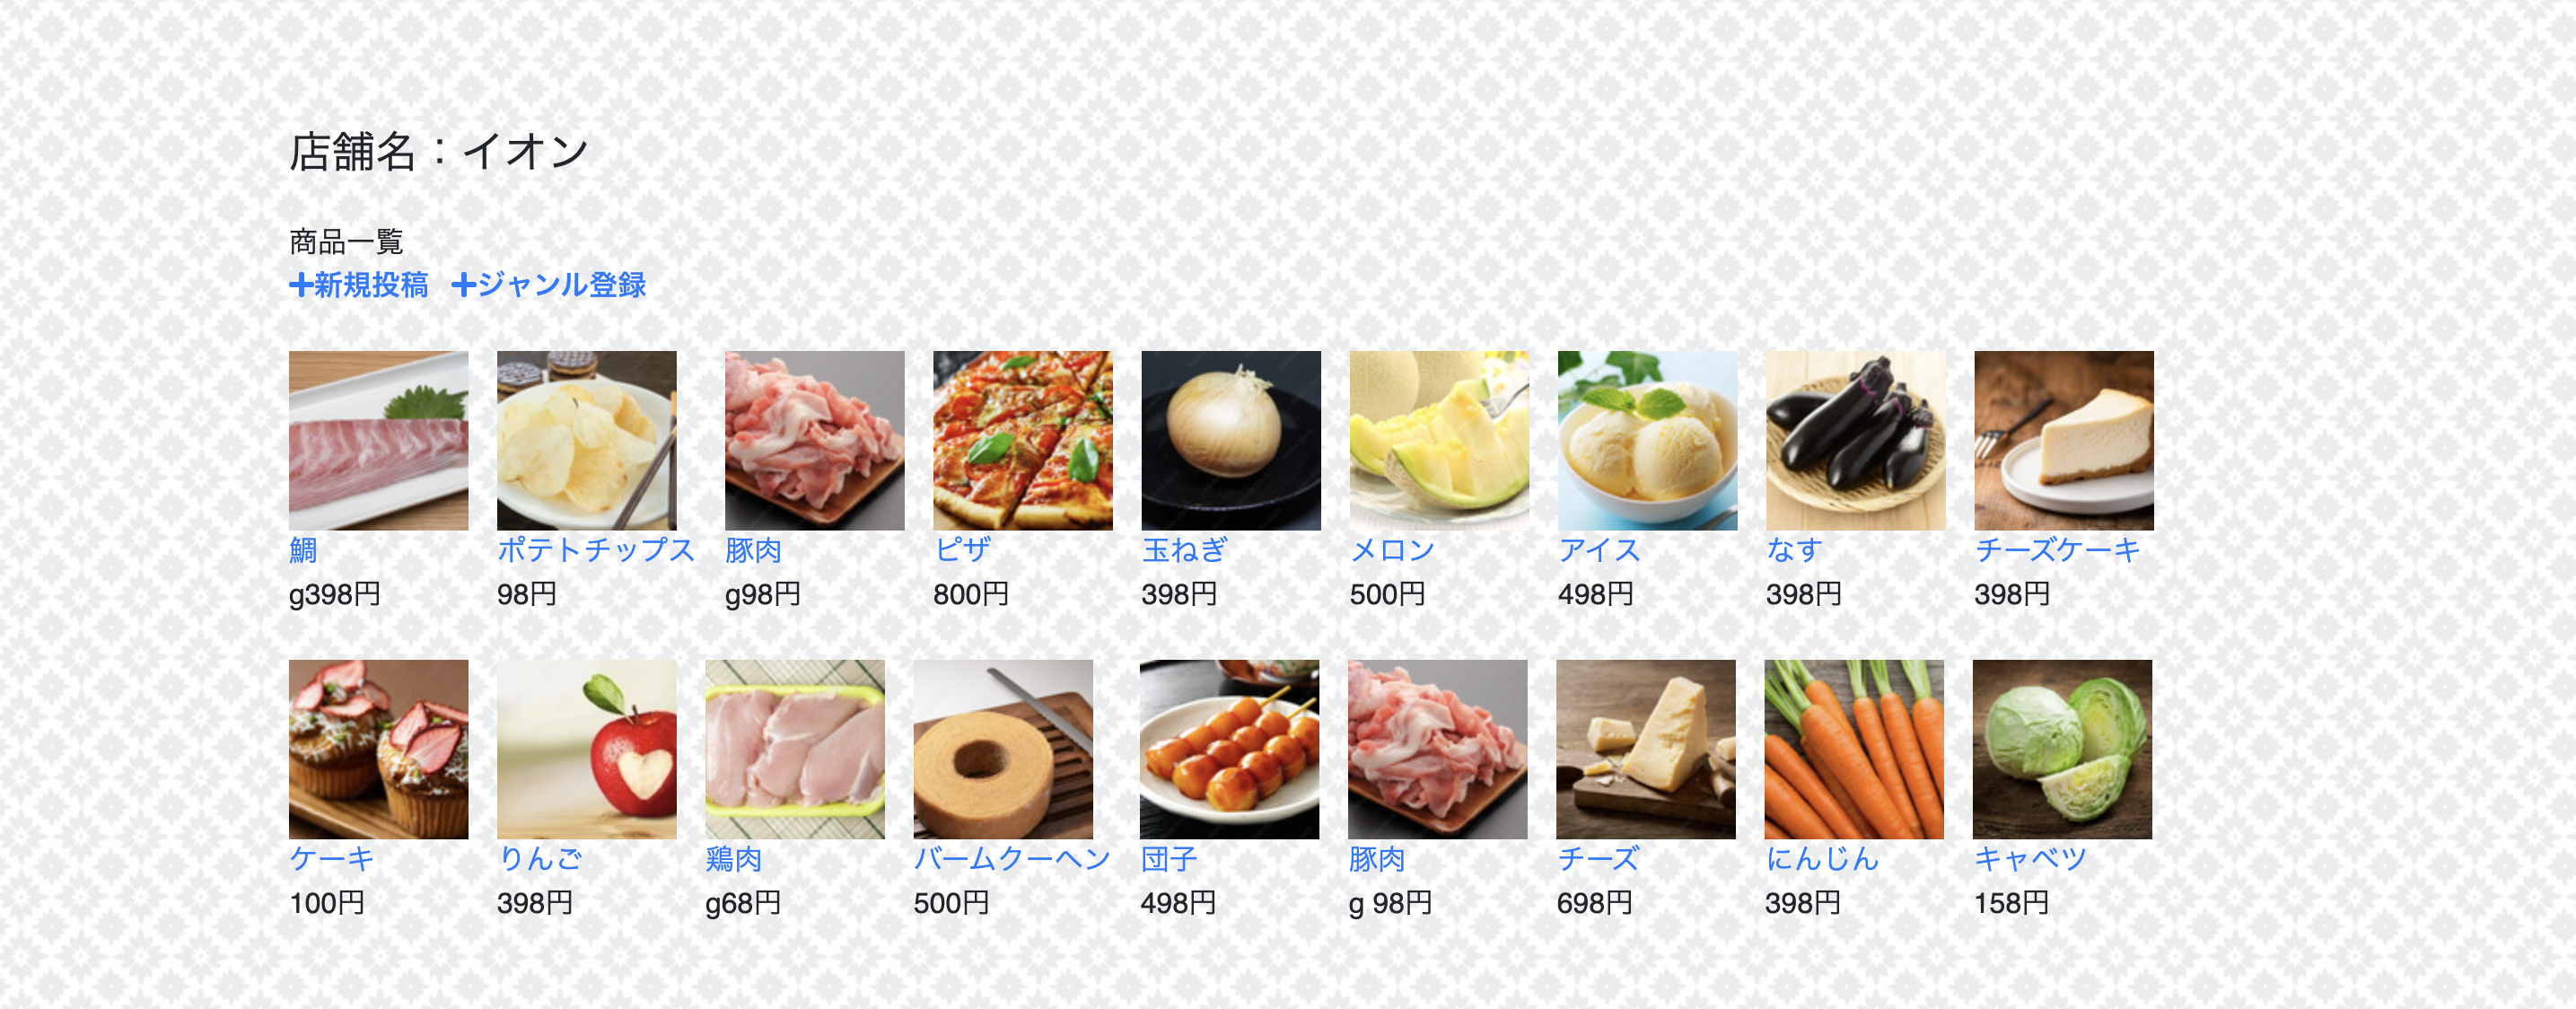 店舗名：イオン
商品一覧
+新規投稿 +ジャンル登録
鯛 ポテトチップス 豚肉 ピザ 玉ねぎ メロン アイス なす チーズケーキ
g398円 98円 g98円 800円 398円 500円 498円 398円 398円
ケーキ りんご 鶏肉 バームクーヘン 団子 豚肉 チーズ にんじん キャベツ
100円 398円 g68円 500円 498円 g 98円 698円 398円 158円